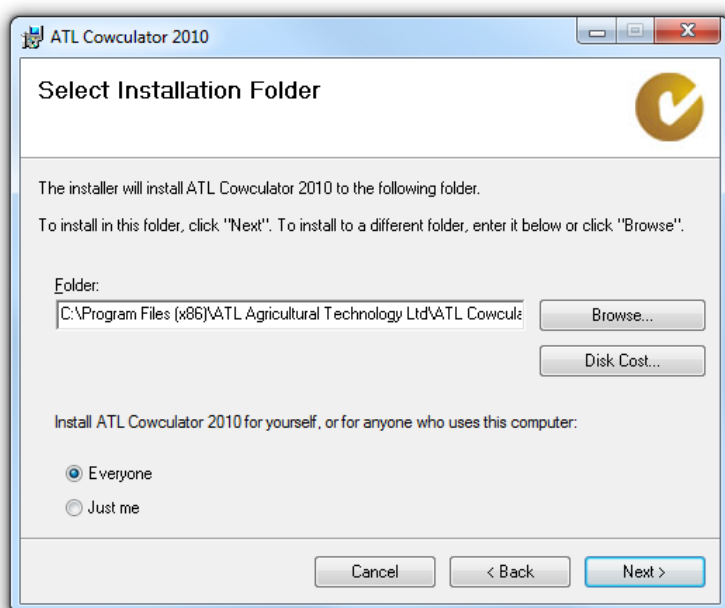 ATL Cowculator 2010
Select Installation Folder
The installer will install ATL Cowculator 2010 to the following folder.
To install in this folder, click "Next". To install to a different folder, enter it below or click "Browse".
Folder:
C:\Program Files (x86)\ATL Agricultural Technology Ltd\ATL Cowcula
Browse...
Disk Cost...
Install ATL Cowculator 2010 for yourself, or for anyone who uses this computer:
Everyone
Just me
Cancel
< Back
Next >